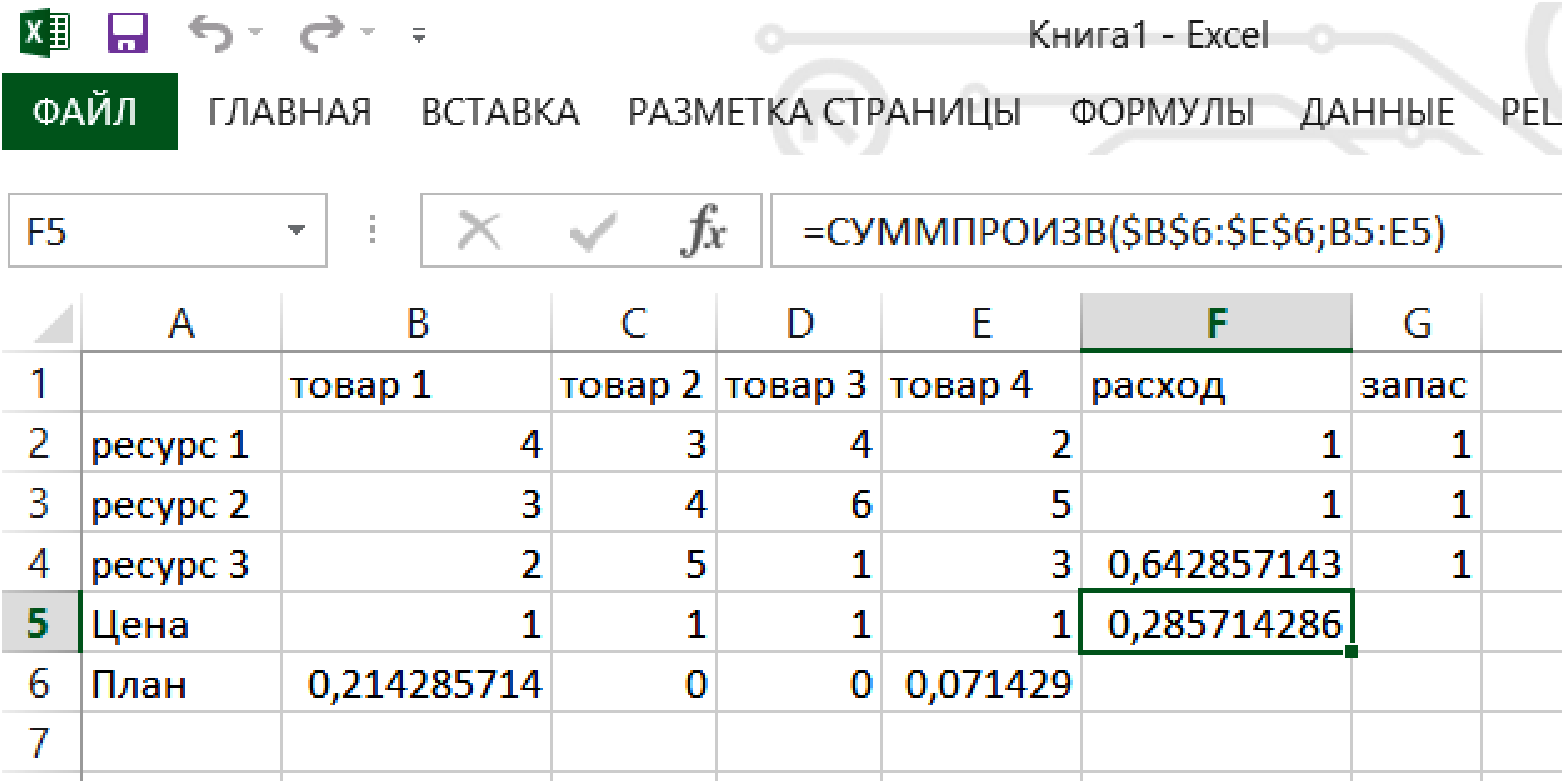 Книга1 - Excel
ФАЙЛ ГЛАВНАЯ ВСТАВКА РАЗМЕТКА СТРАНИЦЫ ФОРМУЛЫ ДАННЫЕ РЕЦ
F5 fx =СУММПРОИЗВ($B$6:$E$6;B5:E5)
A B C D E F G
1 товар 1 товар 2 товар 3 товар 4 расход запас
2 ресурс 1 4 3 4 2 1 1
3 ресурс 2 3 4 6 5 1 1
4 ресурс 3 2 5 1 3 0,642857143 1
5 Цена 1 1 1 1 0,285714286
6 План 0,214285714 0 0 0,071429
7